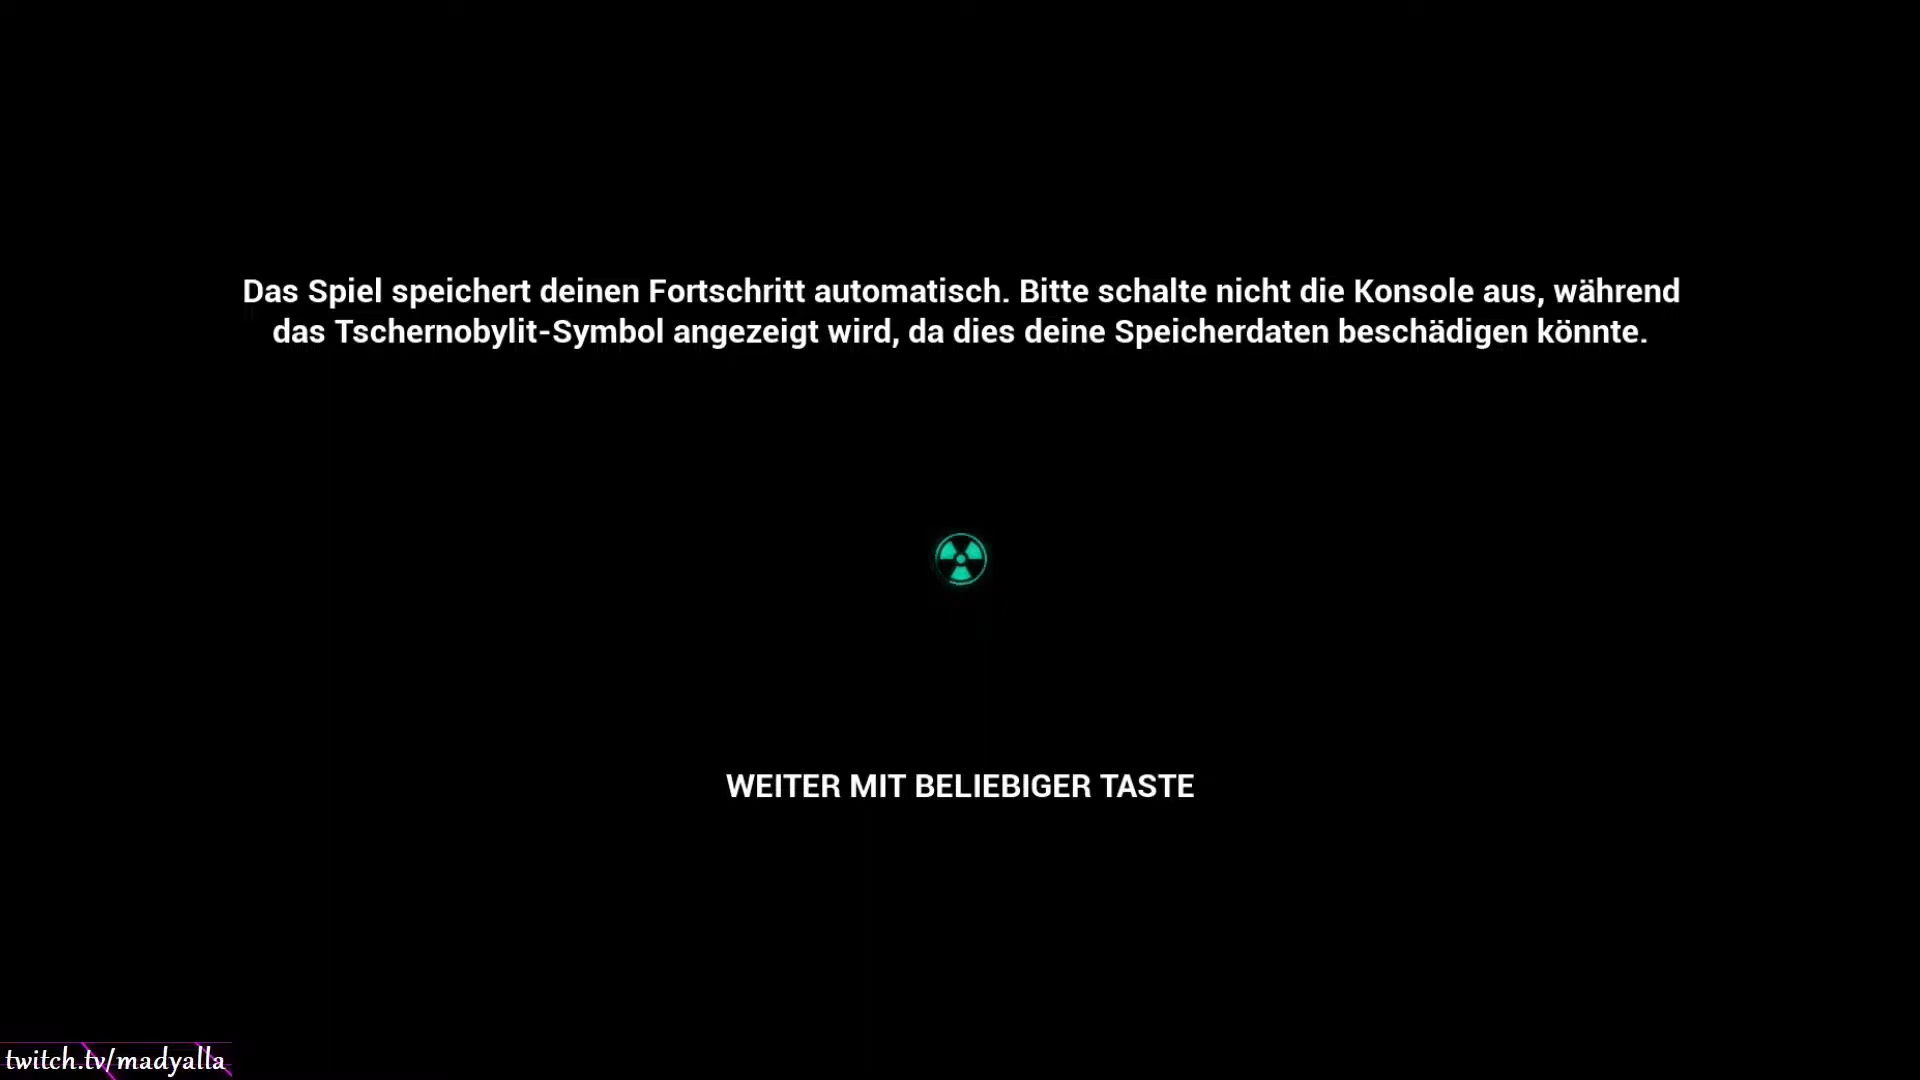 Das Spiel speichert deinen Fortschritt automatisch. Bitte schalte nicht die Konsole aus, während
das Tschernobylit-Symbol angezeigt wird, da dies deine Speicherdaten beschädigen könnte.
WEITER MIT BELIEBIGER TASTE
twitch.tv/madyalla